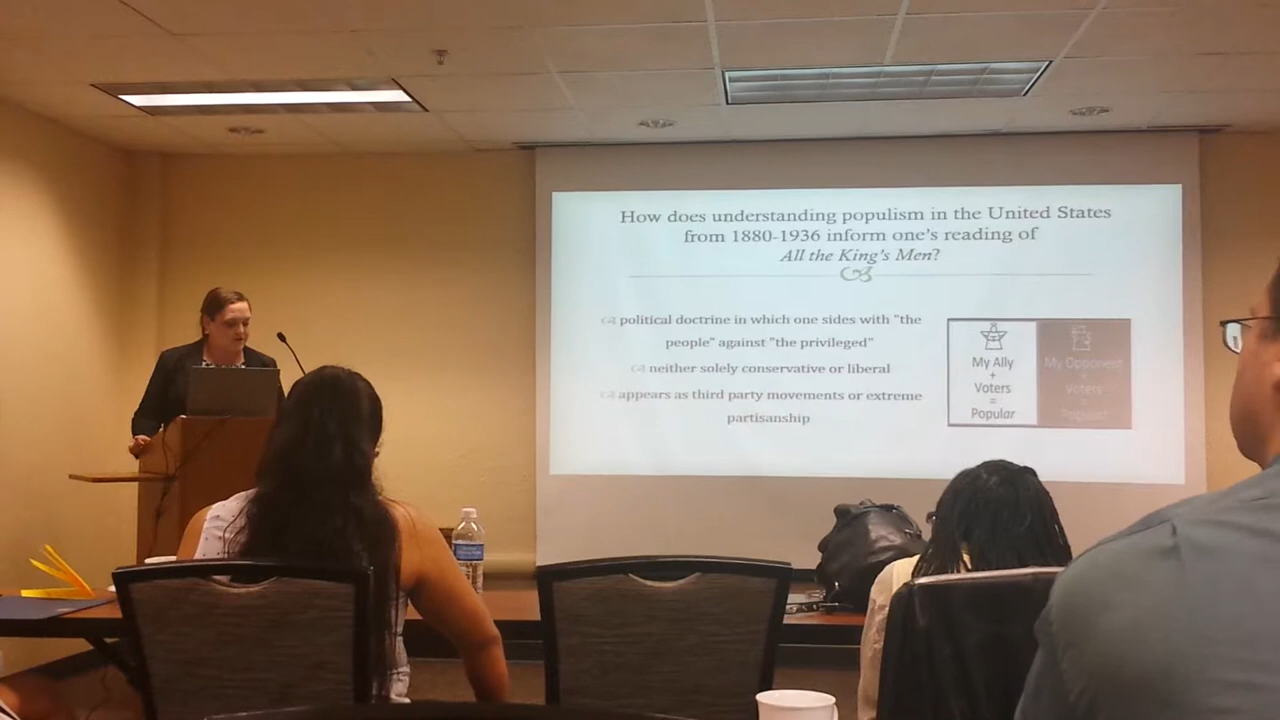 How does understanding populism in the United States
from 1880-1936 inform one's reading of
All the King's Men?
political doctrine in which one sides with "the
people" against "the privileged"
neither solely conservative or liberal
appears as third party movements or extreme
partisanship
My Ally
+
Voters
=
Popular
My Opponent
+
Voters
=
Populist